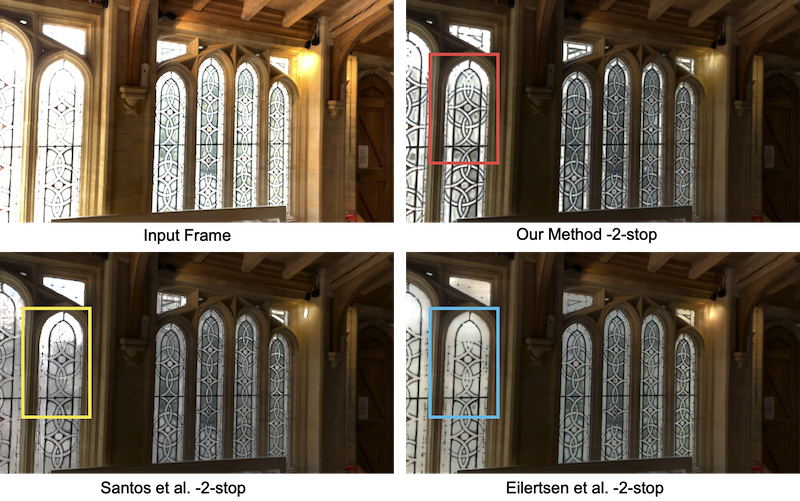 Input Frame
Our Method -2-stop
Santos et al. -2-stop
Eilertsen et al. -2-stop